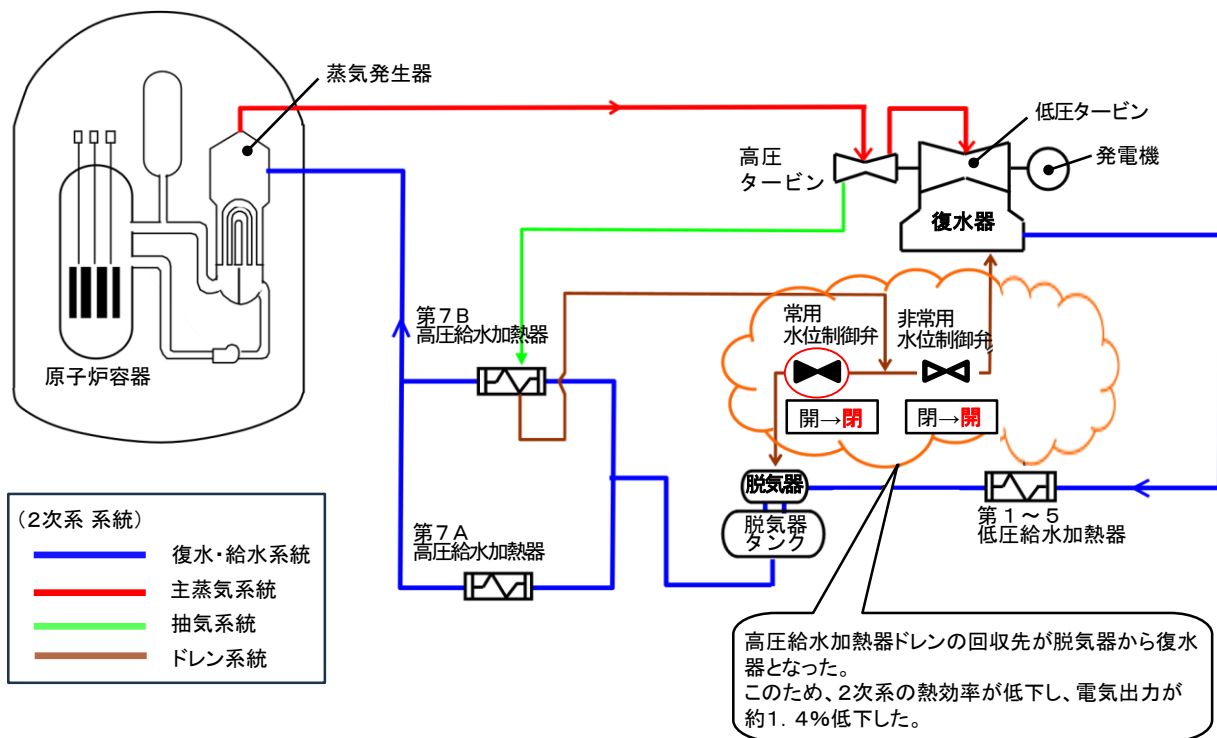 蒸気発生器
低圧タービン
高圧
タービン
発電機
復水器
第７Ｂ
高圧給水加熱器
常用
水位制御弁
非常用
水位制御弁
原子炉容器
開→閉
閉→開
脱気器
脱気器
タンク
第１～５
低圧給水加熱器
第７Ａ
高圧給水加熱器
（２次系 系統）
復水・給水系統
主蒸気系統
抽気系統
ドレン系統
高圧給水加熱器ドレンの回収先が脱気器から復水
器となった。
このため、２次系の熱効率が低下し、電気出力が
約１．４％低下した。